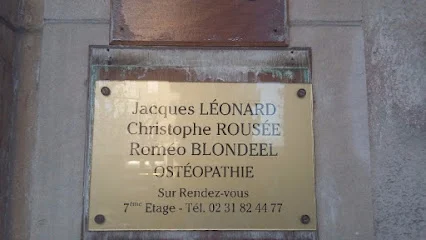 Jacques LÉONARD
Christophe ROUSÉE
Roméo BLONDEEL
OSTÉOPATHIE
Sur Rendez-vous
7ème Etage - Tél. 02 31 82 44 77